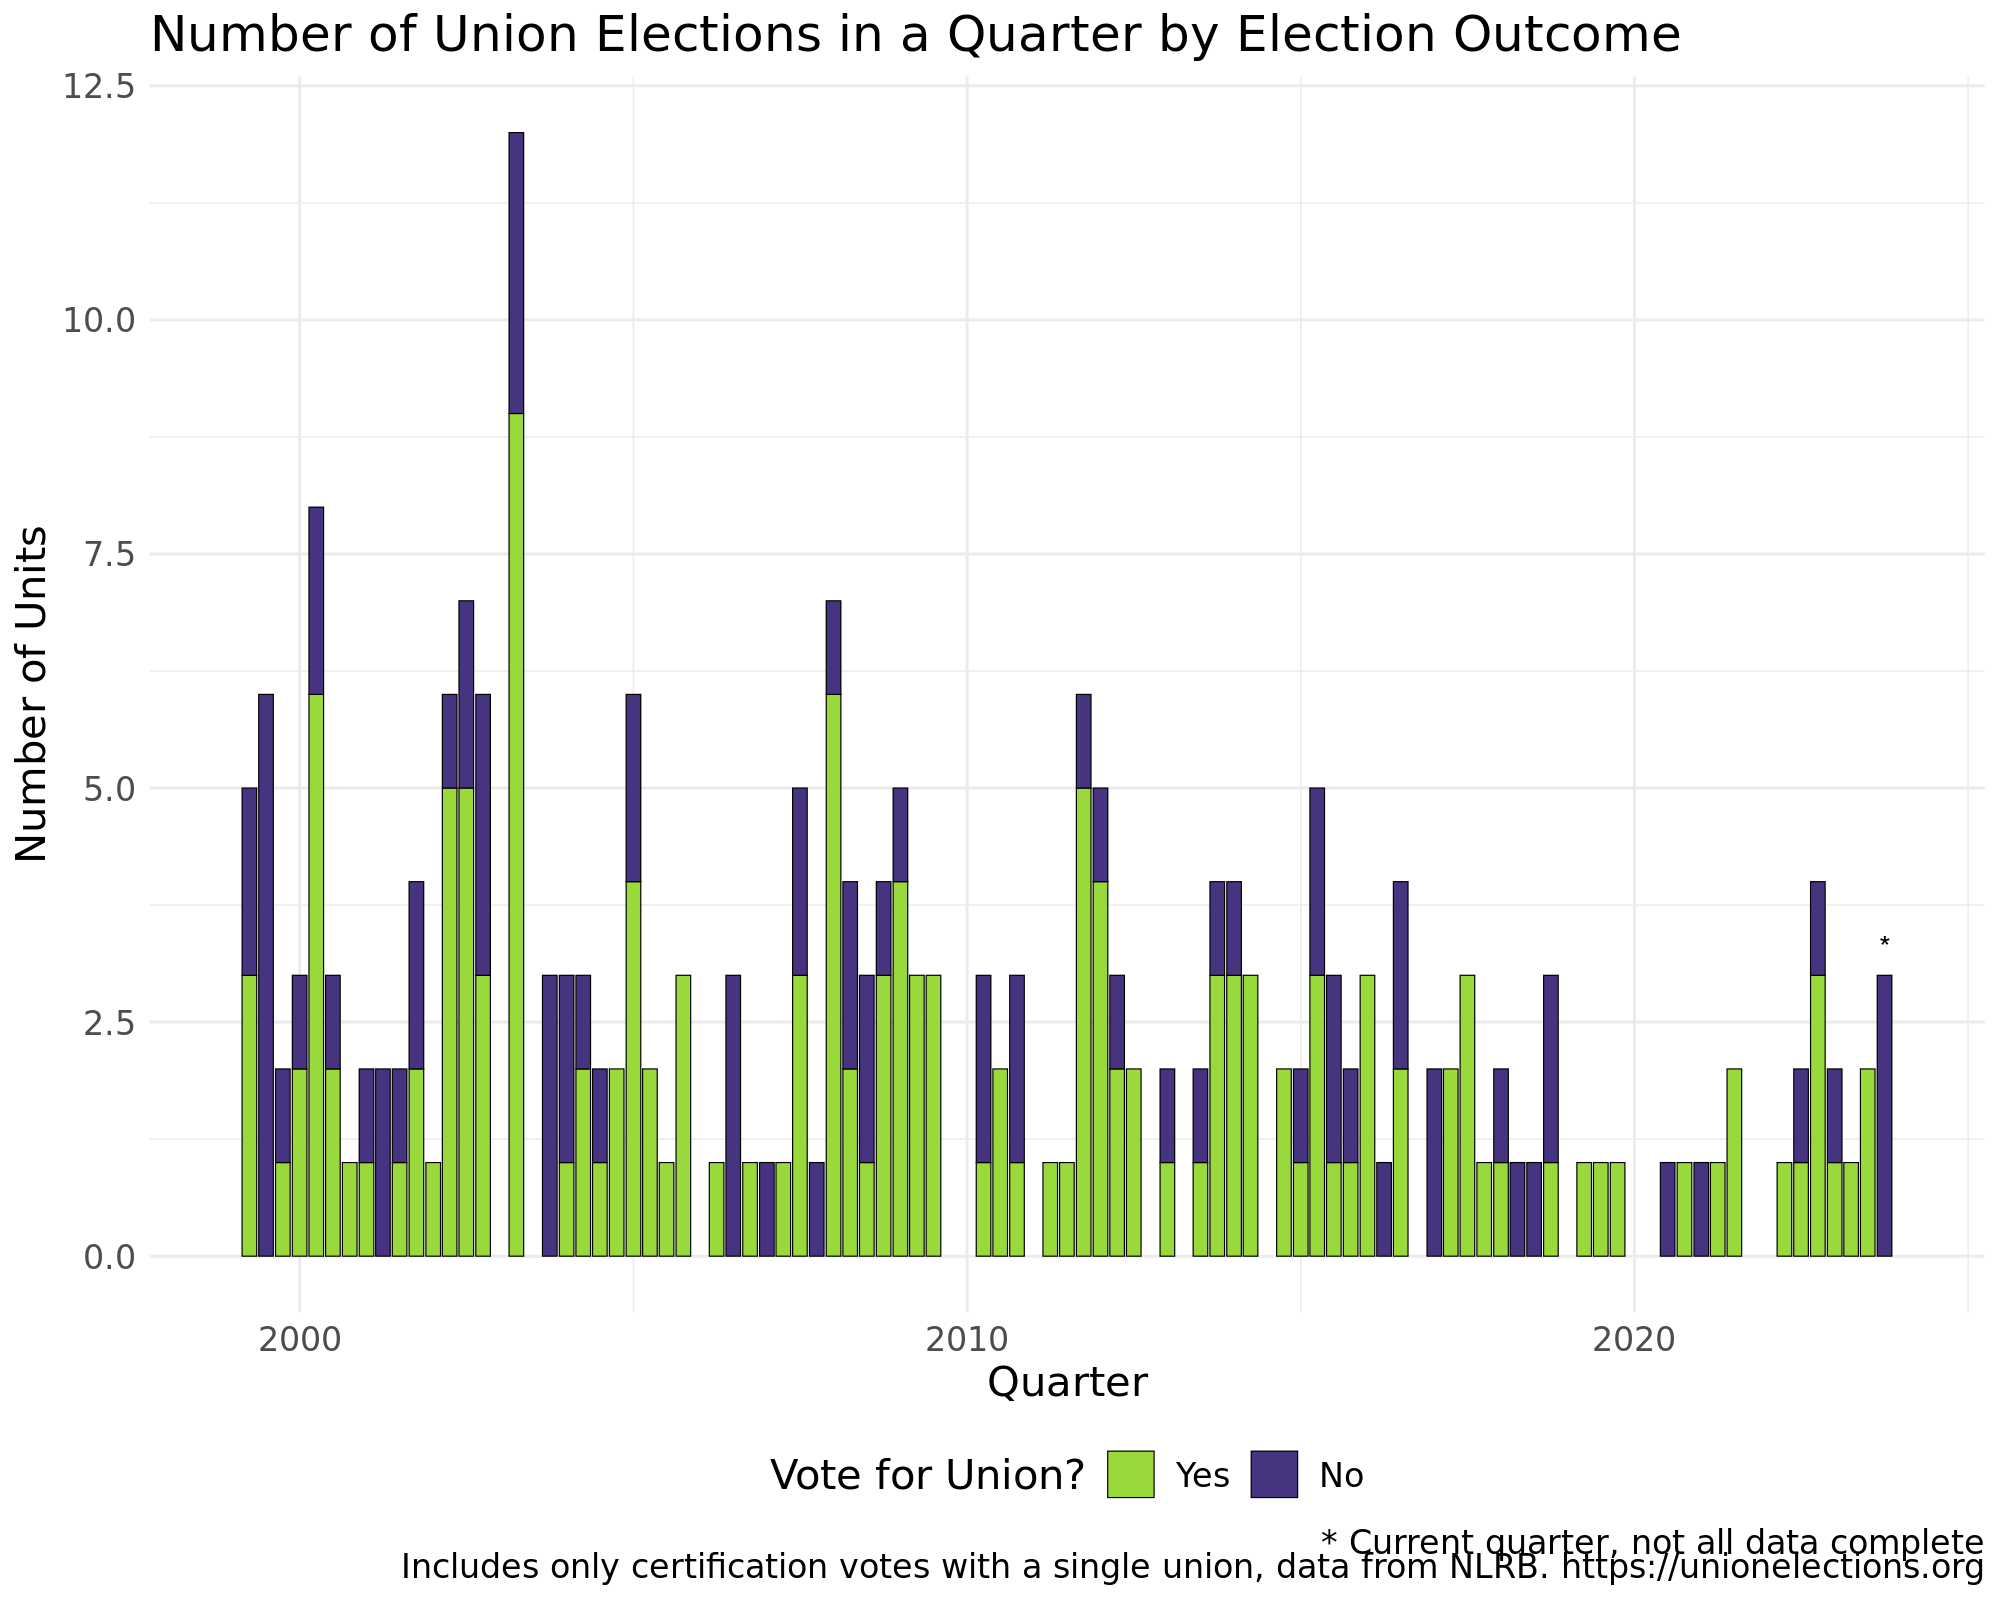 Number of Union Elections in a Quarter by Election Outcome
12.5
10.0
7.5
5.0
2.5
0.0
Number of Units
*
2000 2010 2020
Quarter
Vote for Union? Yes No
* Current quarter, not all data complete
Includes only certification votes with a single union, data from NLRB. https://unionelections.org